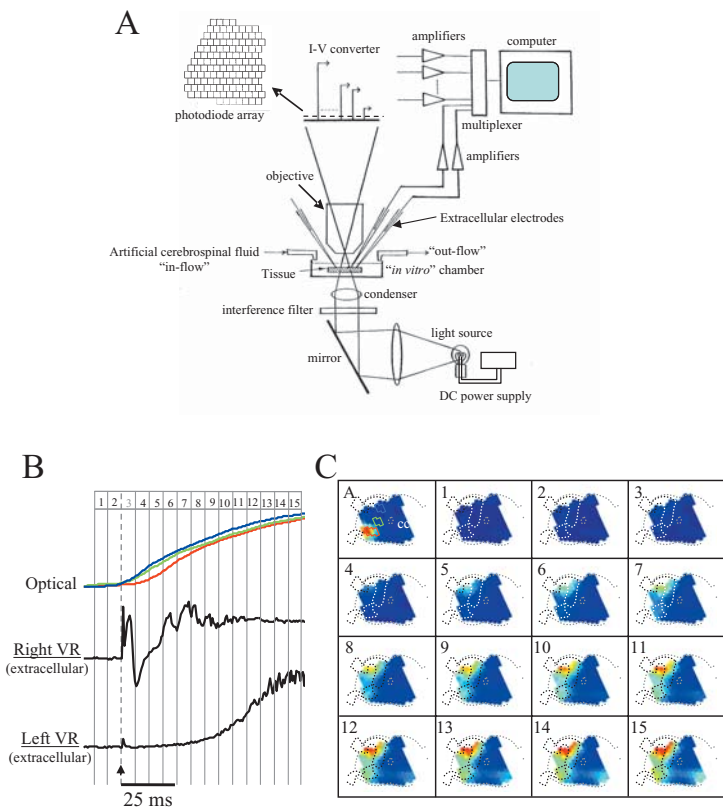 A
I-V converter
amplifiers
computer
photodiode array
multiplexer
amplifiers
objective
Extracellular electrodes
Artificial cerebrospinal fluid
"in-flow"
"out-flow"
Tissue
"in vitro" chamber
condenser
interference filter
light source
mirror
DC power supply
B
1 2 3 4 5 6 7 8 9 10 11 12 13 14 15
Optical
Right VR
(extracellular)
Left VR
(extracellular)
25 ms
C
A cc 1 2 3
4 5 6 7
8 9 10 11
12 13 14 15